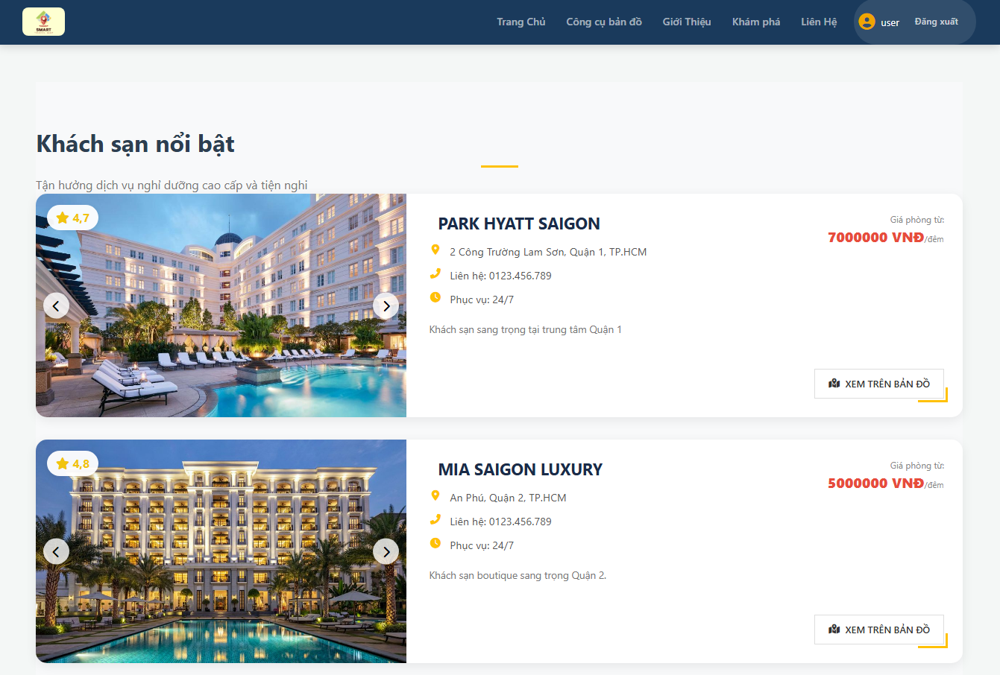 SMART
Trang Chủ
Công cụ bản đồ
Giới Thiệu
Khám phá
Liên Hệ
user
Đăng xuất
Khách sạn nổi bật
Tận hưởng dịch vụ nghỉ dưỡng cao cấp và tiện nghi
4,7
PARK HYATT SAIGON
2 Công Trường Lam Sơn, Quận 1, TP.HCM
Liên hệ: 0123.456.789
Phục vụ: 24/7
Khách sạn sang trọng tại trung tâm Quận 1
Giá phòng từ:
7000000 VNĐ/đêm
XEM TRÊN BẢN ĐỒ
4,8
MIA SAIGON LUXURY
An Phú, Quận 2, TP.HCM
Liên hệ: 0123.456.789
Phục vụ: 24/7
Khách sạn boutique sang trọng Quận 2.
Giá phòng từ:
5000000 VNĐ/đêm
XEM TRÊN BẢN ĐỒ